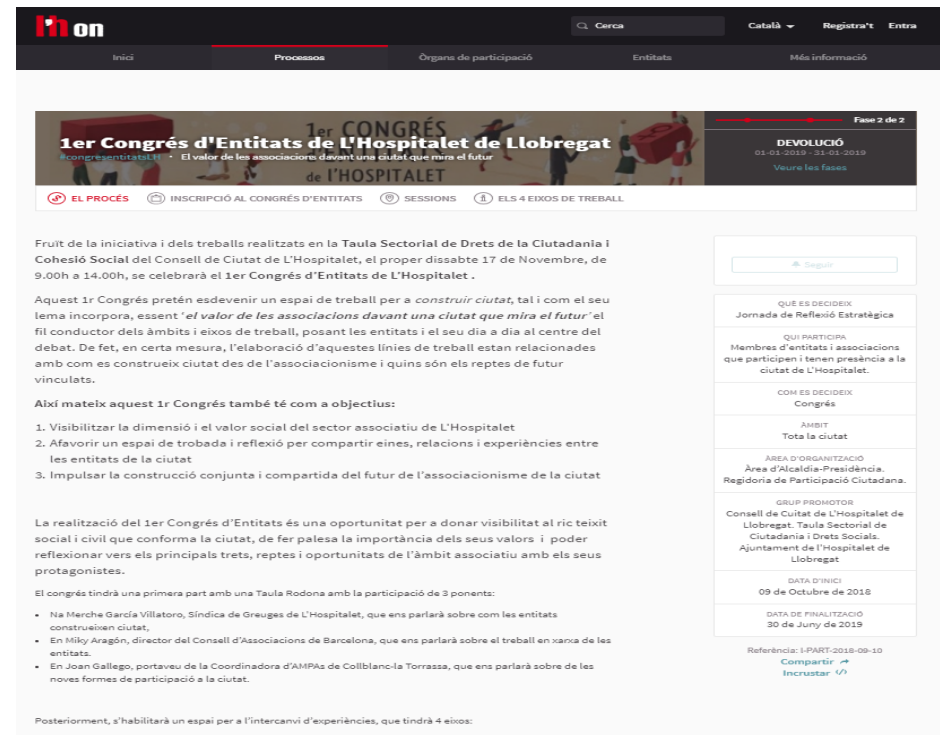 l'h on
Cerca
Català
Registra't
Entra
Inici
Processos
Òrgans de participació
Entitats
Més informació
1er CONGRÉS
de l'HOSPITALET
1er Congrés d'Entitats de L'Hospitalet de Llobregat
#congresentitatsLH · El valor de les associacions davant una ciutat que mira el futur
Fase 2 de 2
DEVOLUCIÓ
01-01-2019 - 31-01-2019
Veure les fases
EL PROCÉS
INSCRIPCIÓ AL CONGRÉS D'ENTITATS
SESSIONS
ELS 4 EIXOS DE TREBALL
Fruït de la iniciativa i dels treballs realitzats en la Taula Sectorial de Drets de la Ciutadania i
Cohesió Social del Consell de Ciutat de L'Hospitalet, el proper dissabte 17 de Novembre, de
9.00h a 14.00h, se celebrarà el 1er Congrés d'Entitats de L'Hospitalet .
Aquest 1r Congrés pretén esdevenir un espai de treball per a construir ciutat, tal i com el seu
lema incorpora, essent 'el valor de les associacions davant una ciutat que mira el futur' el
fil conductor dels àmbits i eixos de treball, posant les entitats i el seu dia a dia al centre del
debat. De fet, en certa mesura, l'elaboració d'aquestes línies de treball estan relacionades
amb com es construeix ciutat des de l'associacionisme i quins són els reptes de futur
vinculats.
Així mateix aquest 1r Congrés també té com a objectius:
1. Visibilitzar la dimensió i el valor social del sector associatiu de L'Hospitalet
2. Afavorir un espai de trobada i reflexió per compartir eines, relacions i experiències entre
les entitats de la ciutat
3. Impulsar la construcció conjunta i compartida del futur de l'associacionisme de la ciutat
La realització del 1er Congrés d'Entitats és una oportunitat per a donar visibilitat al ric teixit
social i civil que conforma la ciutat, de fer palesa la importància dels seus valors i poder
reflexionar vers els principals trets, reptes i oportunitats de l'àmbit associatiu amb els seus
protagonistes.
El congrés tindrà una primera part amb una Taula Rodona amb la participació de 3 ponents:
• Na Merche García Villatoro, Síndica de Greuges de L'Hospitalet, que ens parlarà sobre com les entitats
construeixen ciutat,
• En Miky Aragón, director del Consell d'Associacions de Barcelona, que ens parlarà sobre el treball en xarxa de les
entitats.
• En Joan Gallego, portaveu de la Coordinadora d'AMPAs de Collblanc-la Torrassa, que ens parlarà sobre de les
noves formes de participació a la ciutat.
Posteriorment, s'habilitarà un espai per a l'intercanvi d'experiències, que tindrà 4 eixos:
Seguir
QUÈ ES DECIDEIX
Jornada de Reflexió Estratègica
QUI PARTICIPA
Membres d'entitats i associacions
que participen i tenen presència a la
ciutat de L'Hospitalet.
COM ES DECIDEIX
Congrés
ÀMBIT
Tota la ciutat
ÀREA D'ORGANITZACIÓ
Àrea d'Alcaldia-Presidència.
Regidoria de Participació Ciutadana.
GRUP PROMOTOR
Consell de Cuitat de L'Hospitalet de
Llobregat. Taula Sectorial de
Ciutadania i Drets Socials.
Ajuntament de l'Hospitalet de
Llobregat
DATA D'INICI
09 de Octubre de 2018
DATA DE FINALITZACIÓ
30 de Juny de 2019
Referència: l-PART-2018-09-10
Compartir
Incrustar